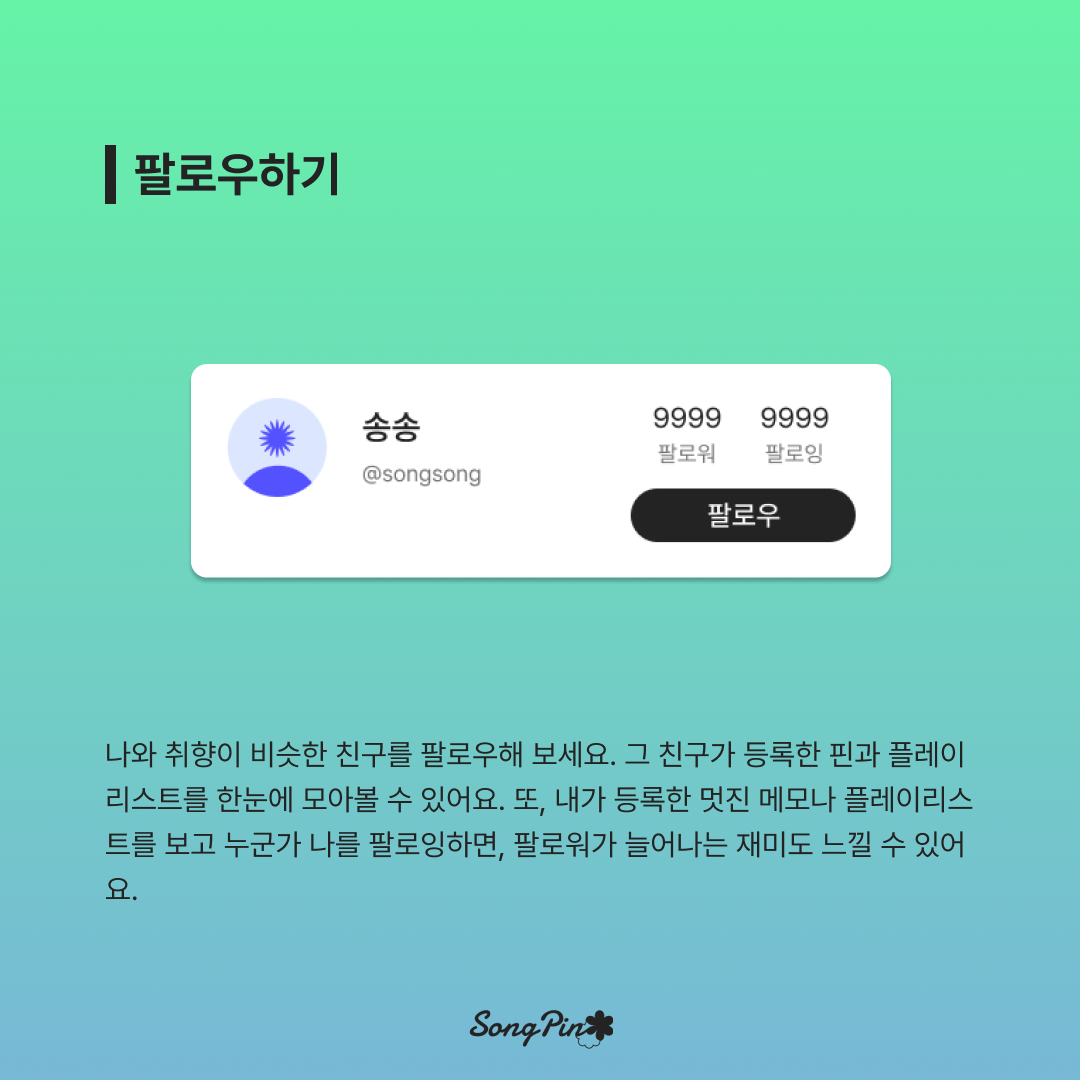 팔로우하기
송송
@songsong
9999 9999
팔로워 팔로잉
팔로우
나와 취향이 비슷한 친구를 팔로우해 보세요. 그 친구가 등록한 핀과 플레이
리스트를 한눈에 모아볼 수 있어요. 또, 내가 등록한 멋진 메모나 플레이리스
트를 보고 누군가 나를 팔로잉하면, 팔로워가 늘어나는 재미도 느낄 수 있어
요.
SongPin